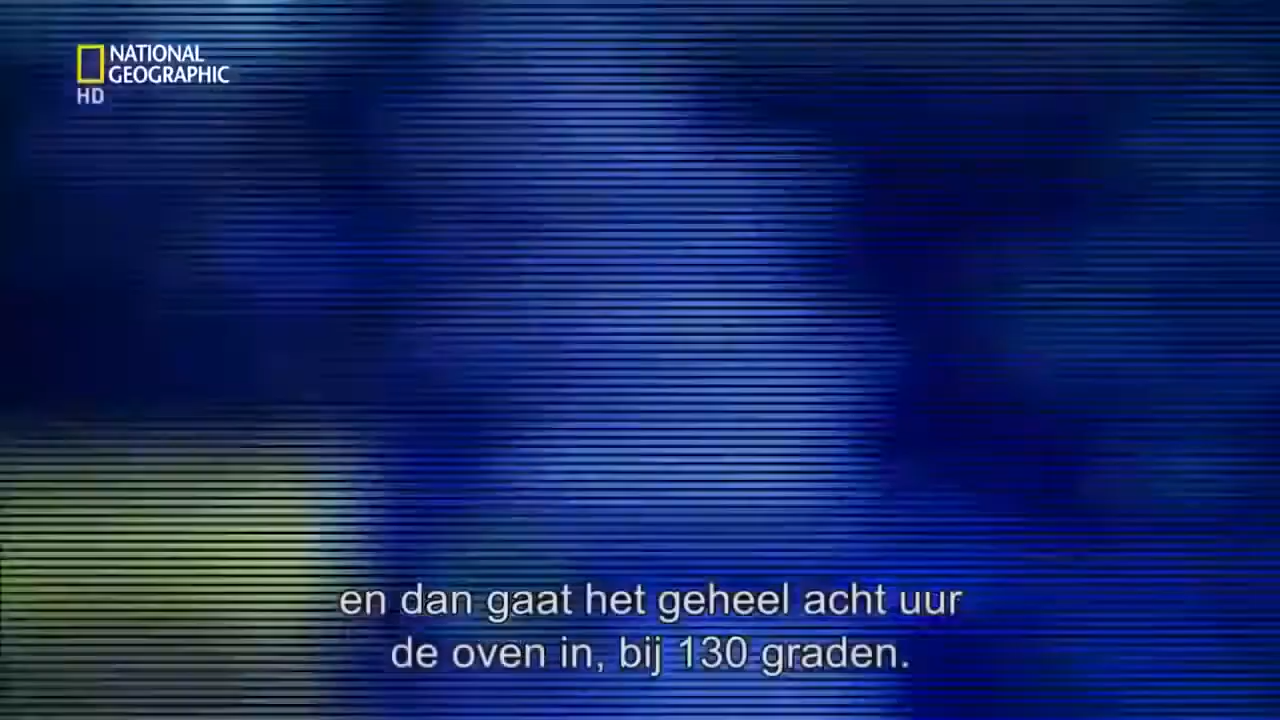 NATIONAL
GEOGRAPHIC
HD
en dan gaat het geheel acht uur
de oven in, bij 130 graden.